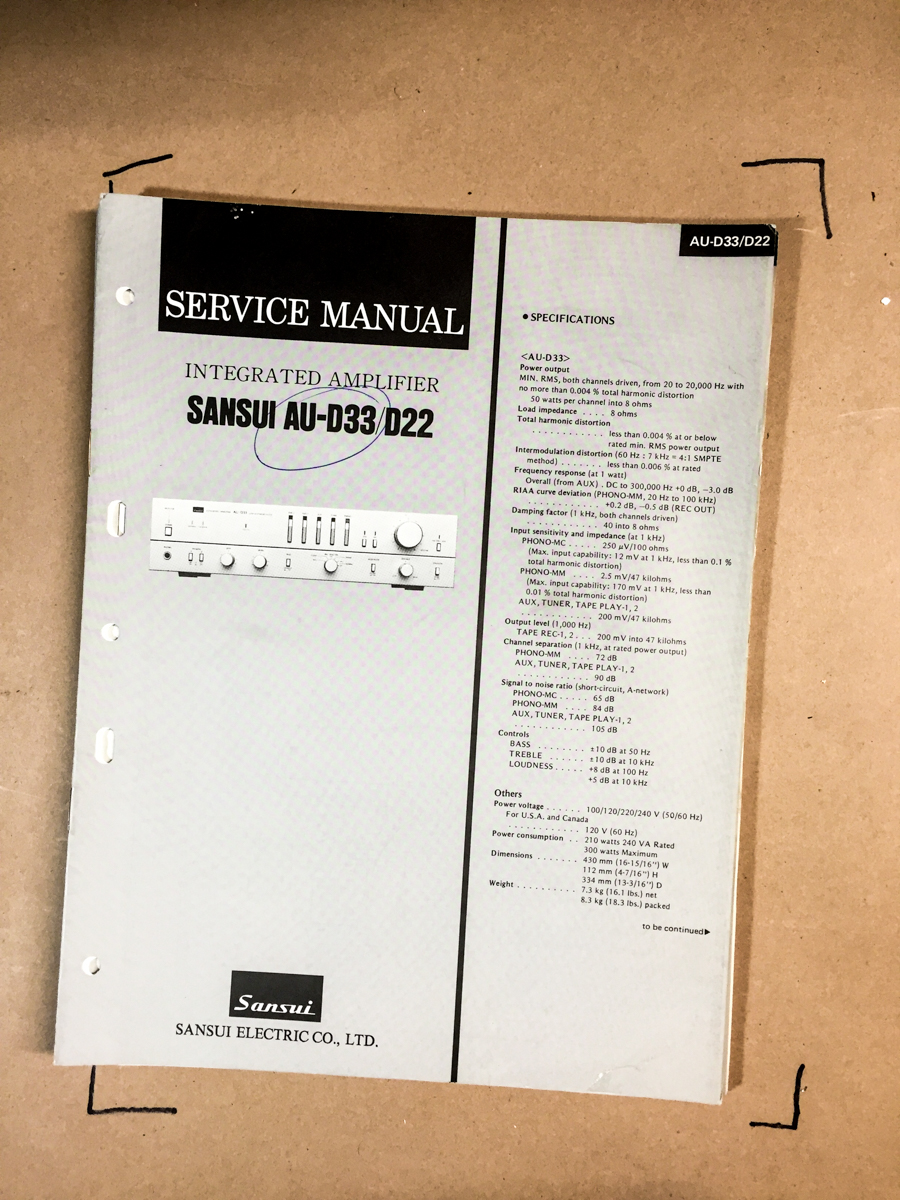 SERVICE MANUAL
INTEGRATED AMPLIFIER
SANSUI AU-D33/D22
Sansui
SANSUI ELECTRIC CO., LTD.
AU-D33/D22
● SPECIFICATIONS
<AU-D33>
Power output
MIN. RMS, both channels driven, from 20 to 20,000 Hz with
no more than 0.004 % total harmonic distortion
50 watts per channel into 8 ohms
Load impedance . . . . 8 ohms
Total harmonic distortion
. . . . . . . . . . . . less than 0.004 % at or below
rated min. RMS power output
Intermodulation distortion (60 Hz : 7 kHz = 4:1 SMPTE
method) . . . . . . . less than 0.006 % at rated
Frequency response (at 1 watt)
Overall (from AUX) . DC to 300,000 Hz +0 dB, −3.0 dB
RIAA curve deviation (PHONO-MM, 20 Hz to 100 kHz)
. . . . . . . . . . . . +0.2 dB, −0.5 dB (REC OUT)
Damping factor (1 kHz, both channels driven)
. . . . . . . . . . . . 40 into 8 ohms
Input sensitivity and impedance (at 1 kHz)
PHONO-MC . . . . . 250 μV/100 ohms
(Max. input capability: 12 mV at 1 kHz, less than 0.1 %
total harmonic distortion)
PHONO-MM . . . . 2.5 mV/47 kilohms
(Max. input capability: 170 mV at 1 kHz, less than
0.01 % total harmonic distortion)
AUX, TUNER, TAPE PLAY-1, 2
. . . . . . . . . . . . 200 mV/47 kilohms
Output level (1,000 Hz)
TAPE REC-1, 2 . . . 200 mV into 47 kilohms
Channel separation (1 kHz, at rated power output)
PHONO-MM . . . . 72 dB
AUX, TUNER, TAPE PLAY-1, 2
. . . . . . . . . . . . 90 dB
Signal to noise ratio (short-circuit, A-network)
PHONO-MC . . . . . 65 dB
PHONO-MM . . . . 84 dB
AUX, TUNER, TAPE PLAY-1, 2
. . . . . . . . . . . . 105 dB
Controls
BASS . . . . . . . . ±10 dB at 50 Hz
TREBLE . . . . . . ±10 dB at 10 kHz
LOUDNESS . . . . . +8 dB at 100 Hz
+5 dB at 10 kHz
Others
Power voltage . . . . . . 100/120/220/240 V (50/60 Hz)
For U.S.A. and Canada
. . . . . . . . . . . . 120 V (60 Hz)
Power consumption . . 210 watts 240 VA Rated
300 watts Maximum
Dimensions . . . . . . . 430 mm (16-15/16") W
112 mm (4-7/16") H
334 mm (13-3/16") D
Weight . . . . . . . . . . 7.3 kg (16.1 lbs.) net
8.3 kg (18.3 lbs.) packed
to be continued▶